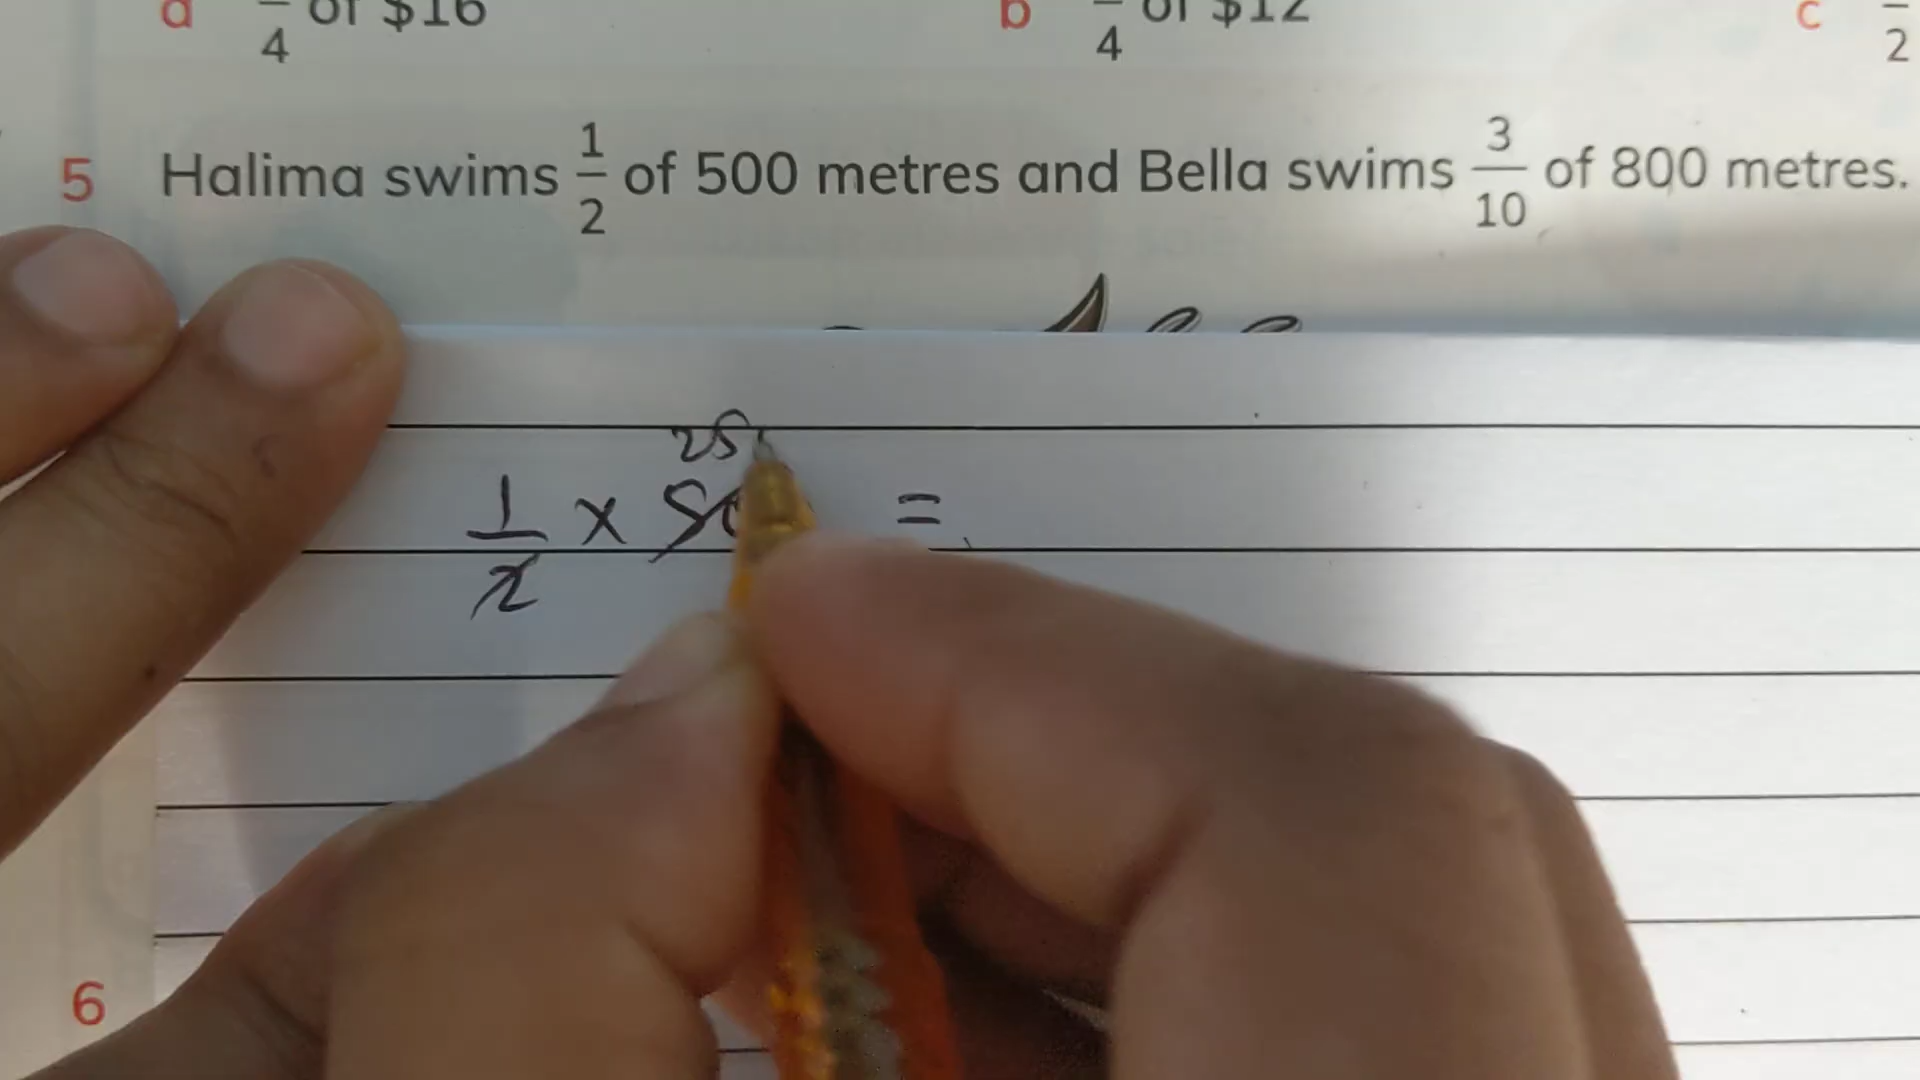 a —/4 of $16 b —/4 of $12 c —/2
5 Halima swims 1/2 of 500 metres and Bella swims 3/10 of 800 metres.
25
1/2 × 50 =
6